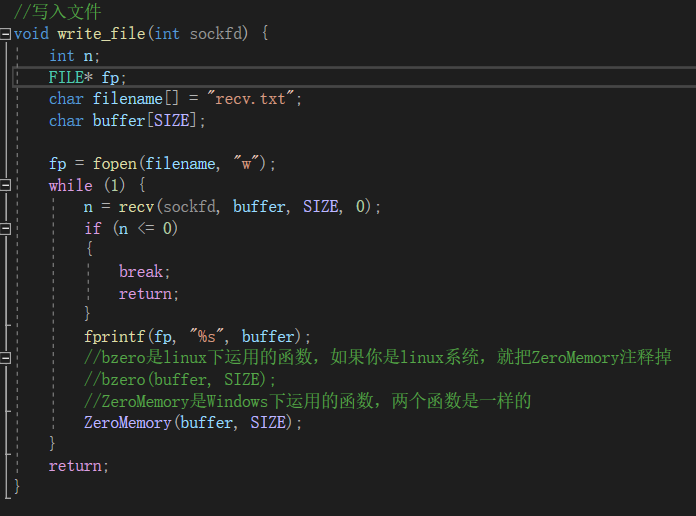 //写入文件
void write_file(int sockfd) {
int n;
FILE* fp;
char filename[] = "recv.txt";
char buffer[SIZE];
fp = fopen(filename, "w");
while (1) {
n = recv(sockfd, buffer, SIZE, 0);
if (n <= 0)
{
break;
return;
}
fprintf(fp, "%s", buffer);
//bzero是linux下运用的函数，如果你是linux系统，就把ZeroMemory注释掉
//bzero(buffer, SIZE);
//ZeroMemory是Windows下运用的函数，两个函数是一样的
ZeroMemory(buffer, SIZE);
}
return;
}